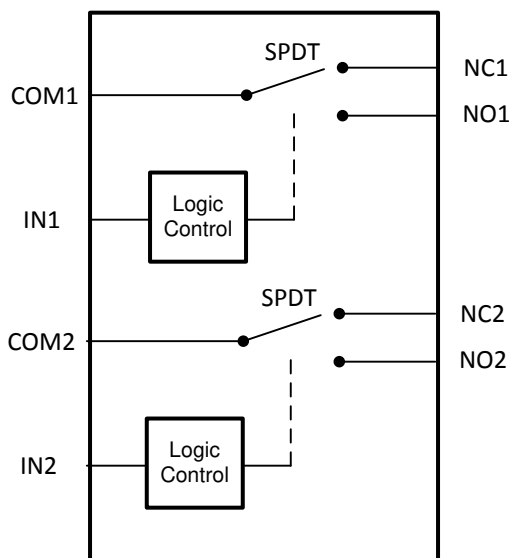 SPDT
NC1
COM1
NO1
IN1
Logic
Control
SPDT
NC2
COM2
NO2
IN2
Logic
Control